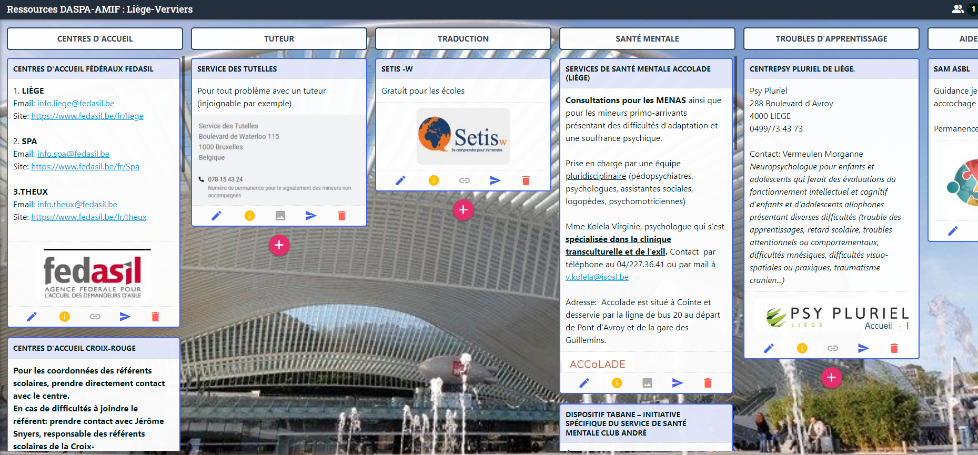 Ressources DASPA-AMIF : Liège-Verviers
1
CENTRES D'ACCUEIL
TUTEUR
TRADUCTION
SANTÉ MENTALE
TROUBLES D'APPRENTISSAGE
AIDE
CENTRES D'ACCUEIL FÉDÉRAUX FEDASIL
1. LIÈGE
Email: info.liege@fedasil.be
Site: https://www.fedasil.be/fr/liege
2. SPA
Email: info.spa@fedasil.be
Site: https://www.fedasil.be/fr/Spa
3.THEUX
Email: info.theux@fedasil.be
Site: https://www.fedasil.be/fr/theux
fedasil
AGENCE FEDERALE POUR
L'ACCUEIL DES DEMANDEURS D'ASILE
CENTRES D'ACCUEIL CROIX-ROUGE
Pour les coordonnées des référents
scolaires, prendre directement contact
avec le centre.
En cas de difficultés à joindre le
référent: prendre contact avec Jérôme
Snyers, responsable des référents
scolaires de la Croix-
SERVICE DES TUTELLES
Pour tout problème avec un tuteur
(injoignable par exemple)
Service des Tutelles
Boulevard de Waterloo 115
1000 Bruxelles
Belgique
078 15 43 24
Numéro de permanence pour le signalement des mineurs non
accompagnés
SETIS -W
Gratuit pour les écoles
Setis w
Se comprendre pour s'entendre
SERVICES DE SANTÉ MENTALE ACCOLADE
(LIÈGE)
Consultations pour les MENAS ainsi que
pour les mineurs primo-arrivants
présentant des difficultés d'adaptation et
une souffrance psychique.
Prise en charge par une équipe
pluridisciplinaire (pédopsychiatres,
psychologues, assistantes sociales,
logopèdes, psychomotriciennes)
Mme Kolela Virginie, psychologue qui s'est
spécialisée dans la clinique
transculturelle et de l'exil. Contact par
téléphone au 04/227.36.41 ou par mail à
v.kolela@isosl.be
Adresse: Accolade est situé à Cointe et
desservie par la ligne de bus 20 au départ
de Pont d'Avroy et de la gare des
Guillemins.
ACCoLADE
DISPOSITIF TABANE – INITIATIVE
SPÉCIFIQUE DU SERVICE DE SANTÉ
MENTALE CLUB ANDRÉ
CENTREPSY PLURIEL DE LIÈGE.
Psy Pluriel
288 Boulevard d'Avroy
4000 LIEGE
0499/73 43 73
Contact: Vermeulen Morganne
Neuropsychologue pour enfants et
adolescents qui ferait des évaluations du
fonctionnement intellectuel et cognitif
d'enfants et d'adolescents allophones
présentant diverses difficultés (trouble des
apprentissages, retard scolaire, troubles
attentionnels ou comportementaux,
difficultés mnésiques, difficultés visuo-
spatiales ou praxiques, traumatisme
cranien...)
PSY PLURIEL
LIEGE
Accueil
SAM ASBL
Guidance je
accrochage
Permanence